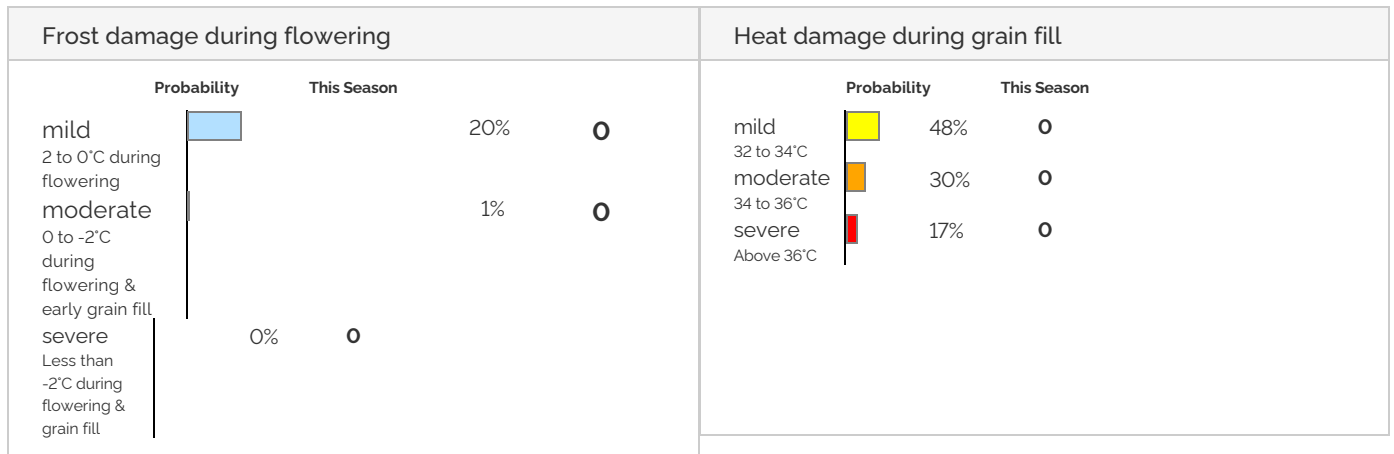 Frost damage during flowering
Probability This Season
mild 20% 0
2 to 0°C during
flowering
moderate 1% 0
0 to -2°C
during
flowering &
early grain fill
severe 0% 0
Less than
-2°C during
flowering &
grain fill
Heat damage during grain fill
Probability This Season
mild 48% 0
32 to 34°C
moderate 30% 0
34 to 36°C
severe 17% 0
Above 36°C